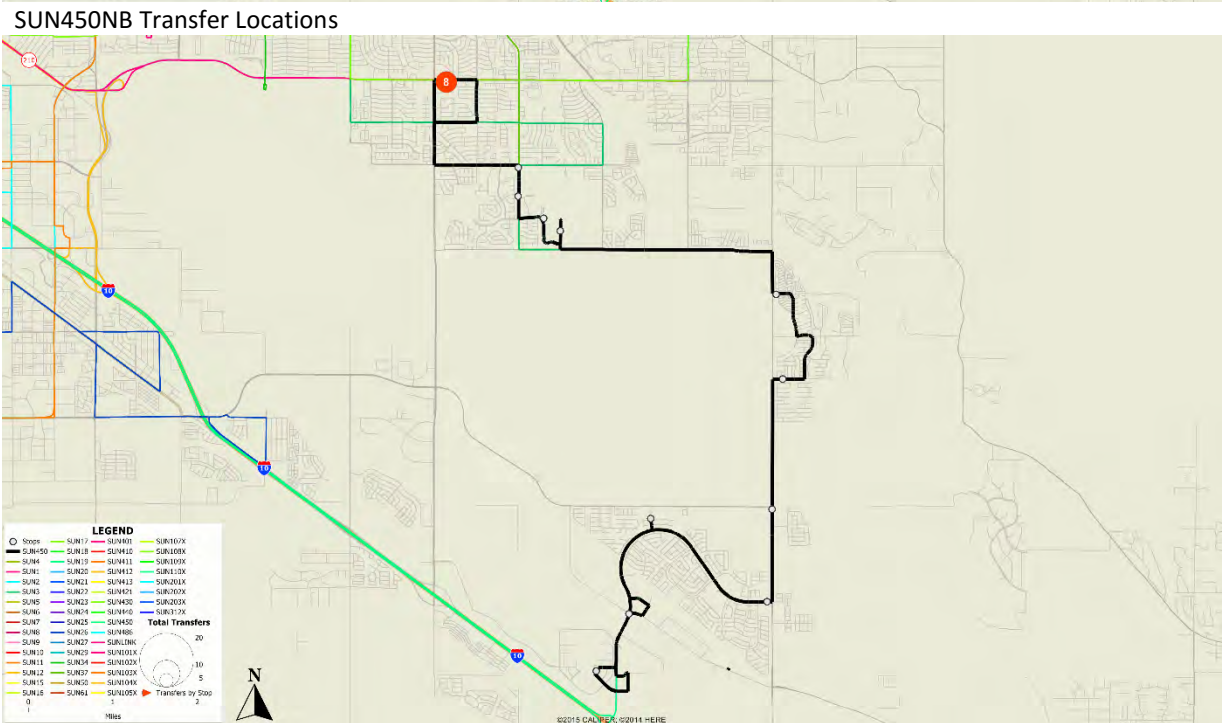 SUN450NB Transfer Locations
210
8
10
10
10
N
LEGEND
Stops SUN17 SUN401 SUN107X
SUN450 SUN18 SUN410 SUN108X
SUN4 SUN19 SUN411 SUN109X
SUN1 SUN20 SUN412 SUN110X
SUN2 SUN21 SUN413 SUN201X
SUN3 SUN22 SUN421 SUN202X
SUN5 SUN23 SUN430 SUN203X
SUN6 SUN24 SUN440 SUN312X
SUN7 SUN25 SUN450 Total Transfers
SUN8 SUN26 SUN486 20
SUN9 SUN27 SUNLINK
SUN10 SUN29 SUN101X 10
SUN11 SUN34 SUN102X 5
SUN12 SUN37 SUN103X
SUN15 SUN50 SUN104X
SUN16 SUN61 SUN105X Transfers by Stop
0 1 2
Miles
©2015 CALIPER; ©2014 HERE